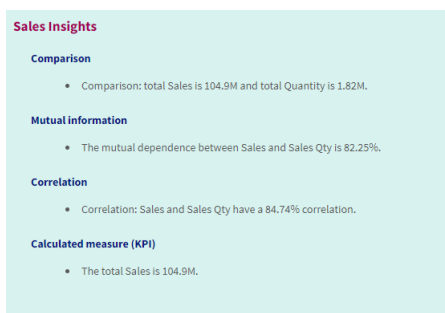 Sales Insights
Comparison
• Comparison: total Sales is 104.9M and total Quantity is 1.82M.
Mutual information
• The mutual dependence between Sales and Sales Qty is 82.25%.
Correlation
• Correlation: Sales and Sales Qty have a 84.74% correlation.
Calculated measure (KPI)
• The total Sales is 104.9M.